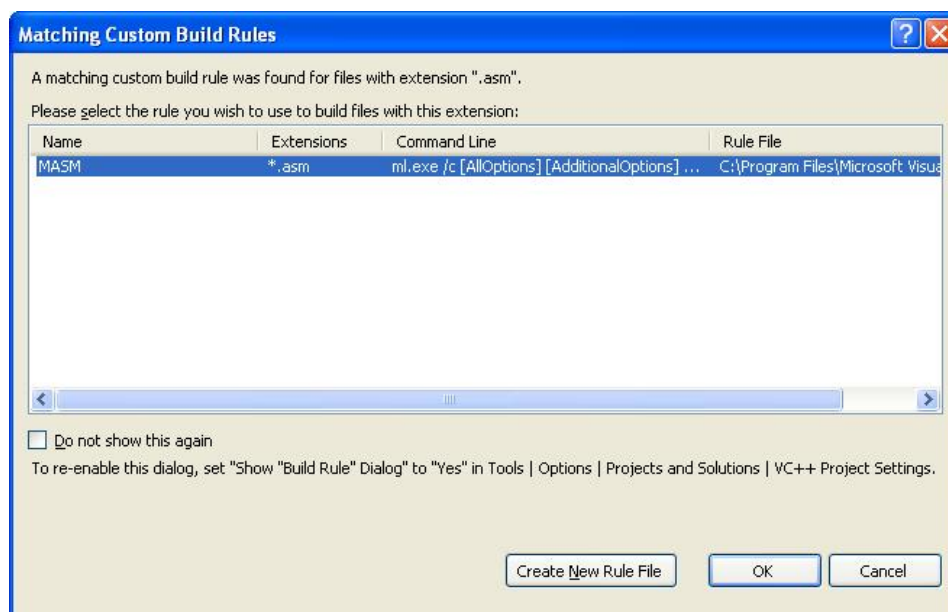 Matching Custom Build Rules
A matching custom build rule was found for files with extension ".asm".
Please select the rule you wish to use to build files with this extension:
Name Extensions Command Line Rule File
MASM *.asm ml.exe /c [AllOptions] [AdditionalOptions] ... C:\Program Files\Microsoft Visua
Do not show this again
To re-enable this dialog, set "Show "Build Rule" Dialog" to "Yes" in Tools | Options | Projects and Solutions | VC++ Project Settings.
Create New Rule File OK Cancel